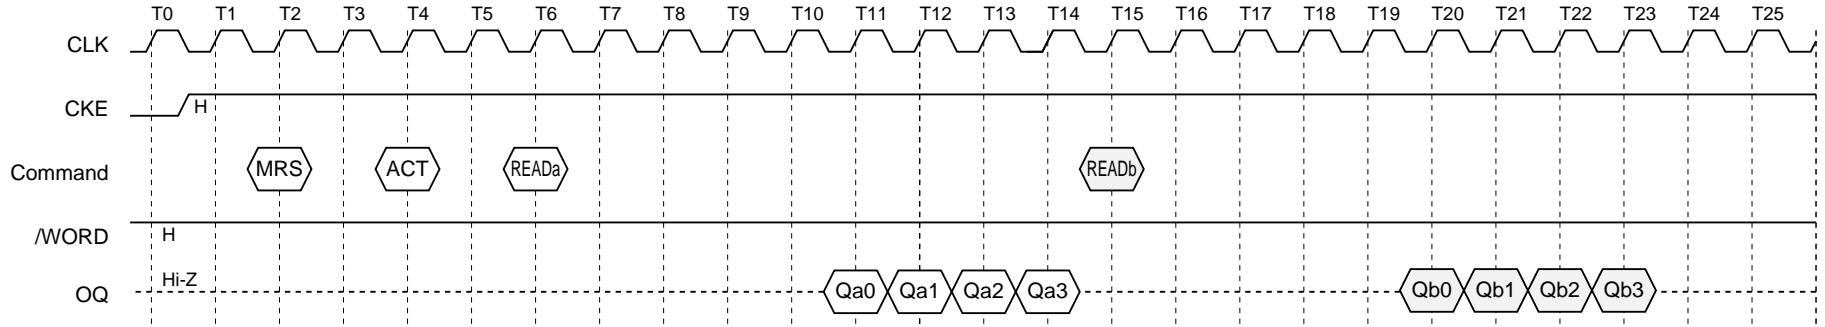 T0 T1 T2 T3 T4 T5 T6 T7 T8 T9 T10 T11 T12 T13 T14 T15 T16 T17 T18 T19 T20 T21 T22 T23 T24 T25
CLK
CKE H
Command MRS ACT READa READb
/WORD H
Hi-Z
OQ Qa0 Qa1 Qa2 Qa3 Qb0 Qb1 Qb2 Qb3